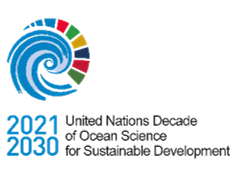 2021
2030
United Nations Decade
of Ocean Science
for Sustainable Development